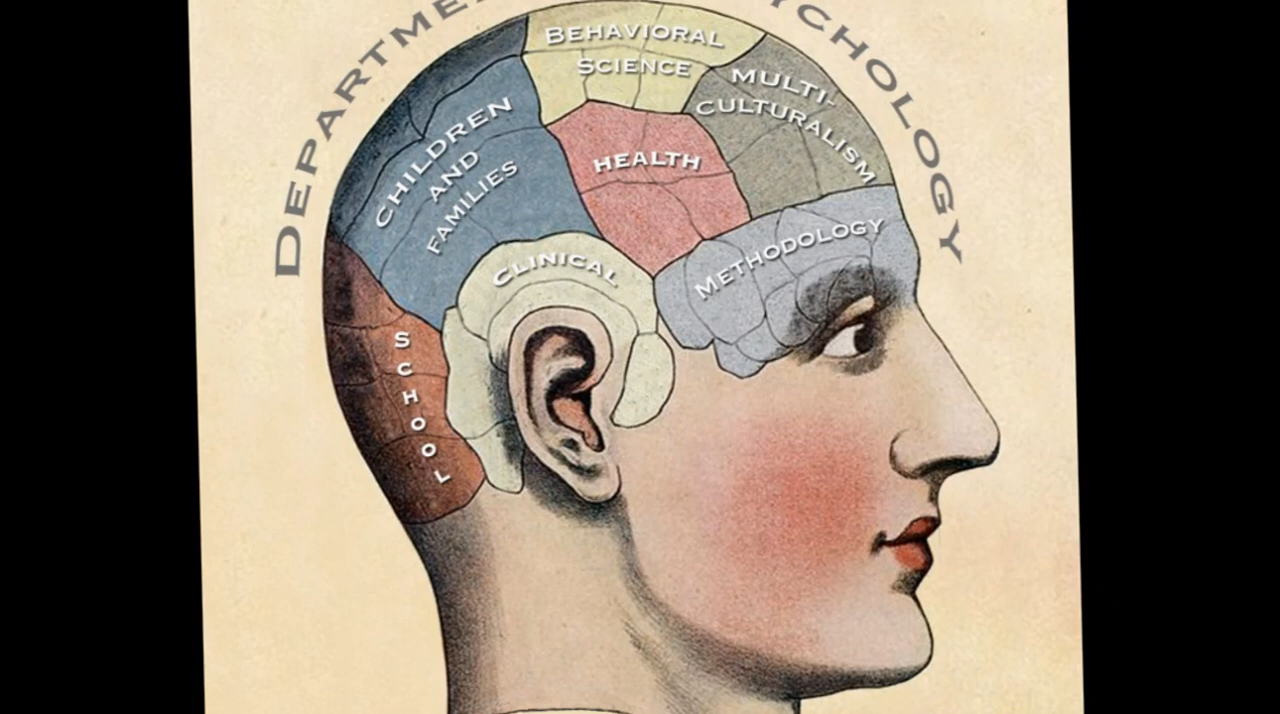 DEPARTME
YCHOLOGY
BEHAVIORAL
SCIENCE
MULTI-
CULTURALISM
CHILDREN
AND
FAMILIES
HEALTH
METHODOLOGY
CLINICAL
SCHOOL